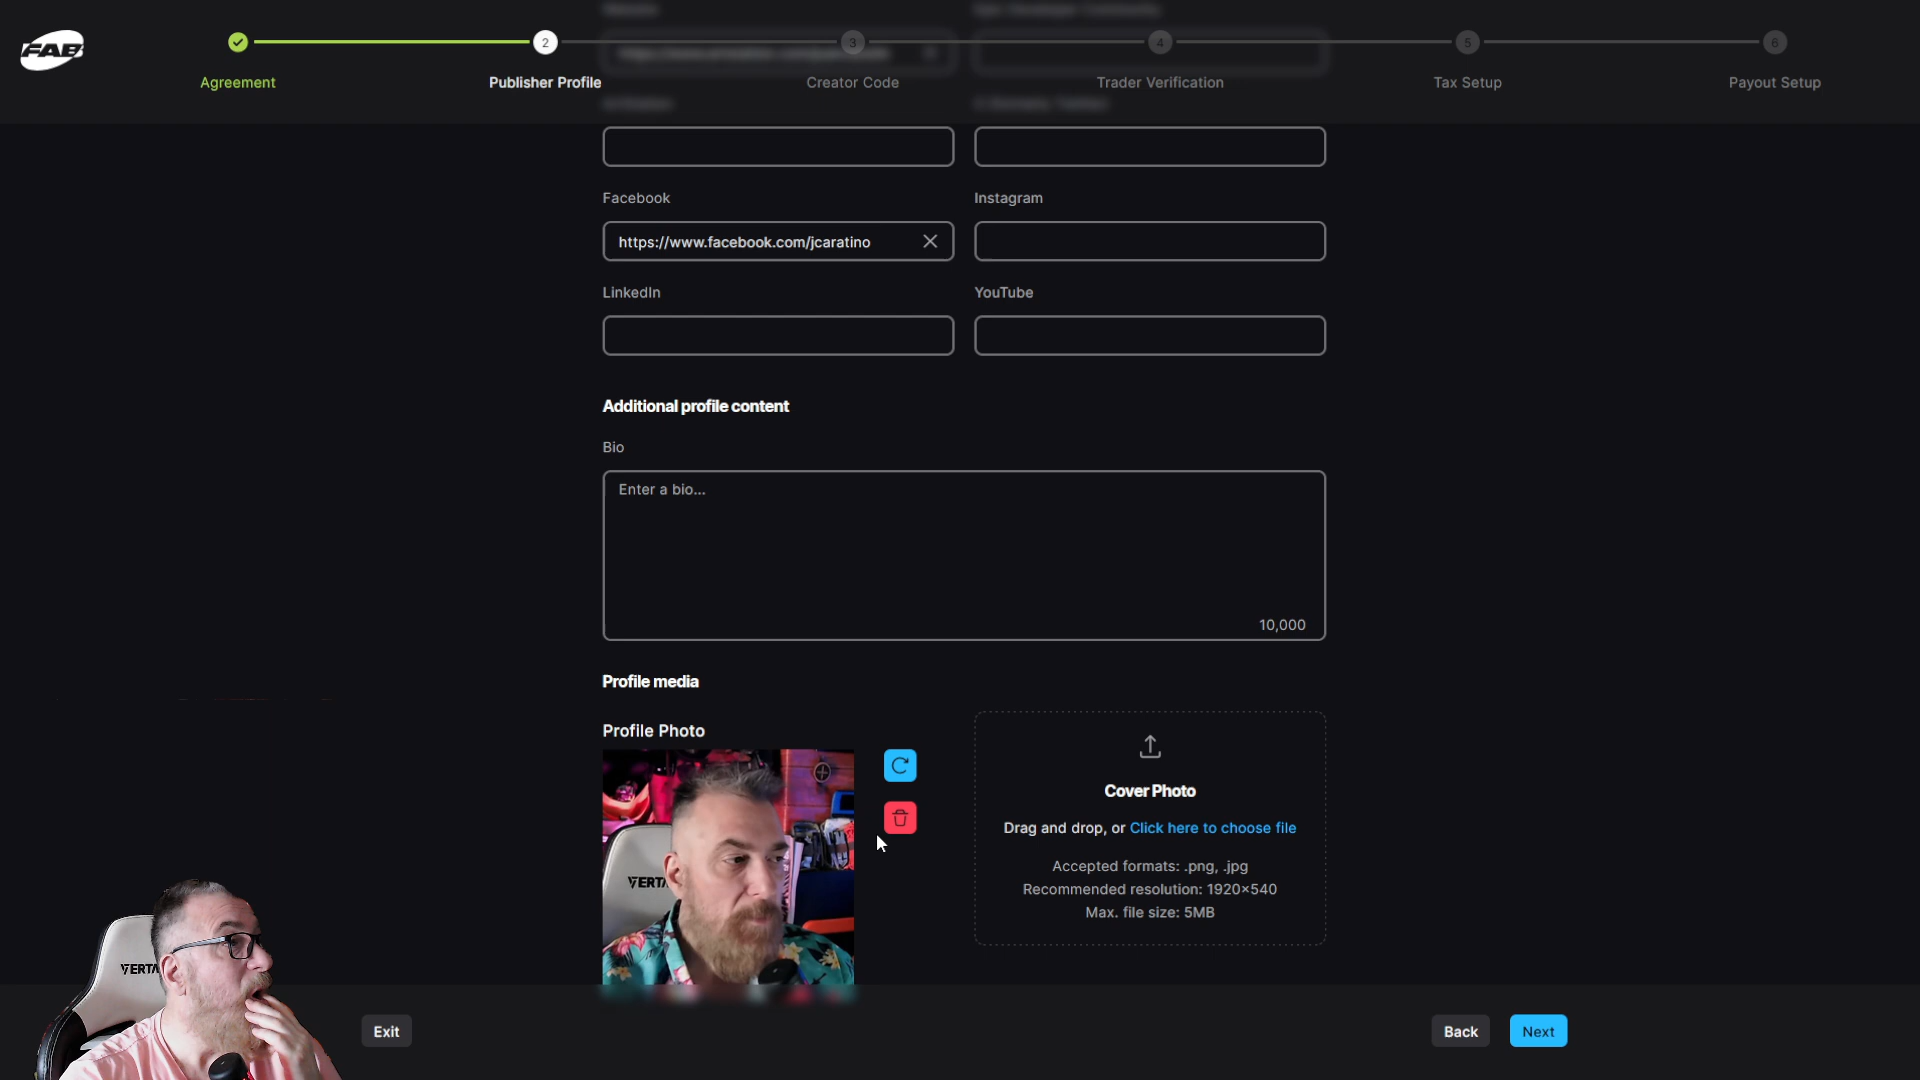 FAB
2
3
4
5
6
Agreement
Publisher Profile
Creator Code
Trader Verification
Tax Setup
Payout Setup
Facebook
Instagram
https://www.facebook.com/jcaratino
LinkedIn
YouTube
Additional profile content
Bio
Enter a bio...
10,000
Profile media
Profile Photo
VERTA
Cover Photo
Drag and drop, or Click here to choose file
Accepted formats: .png, .jpg
Recommended resolution: 1920×540
Max. file size: 5MB
VERTA
Exit
Back
Next